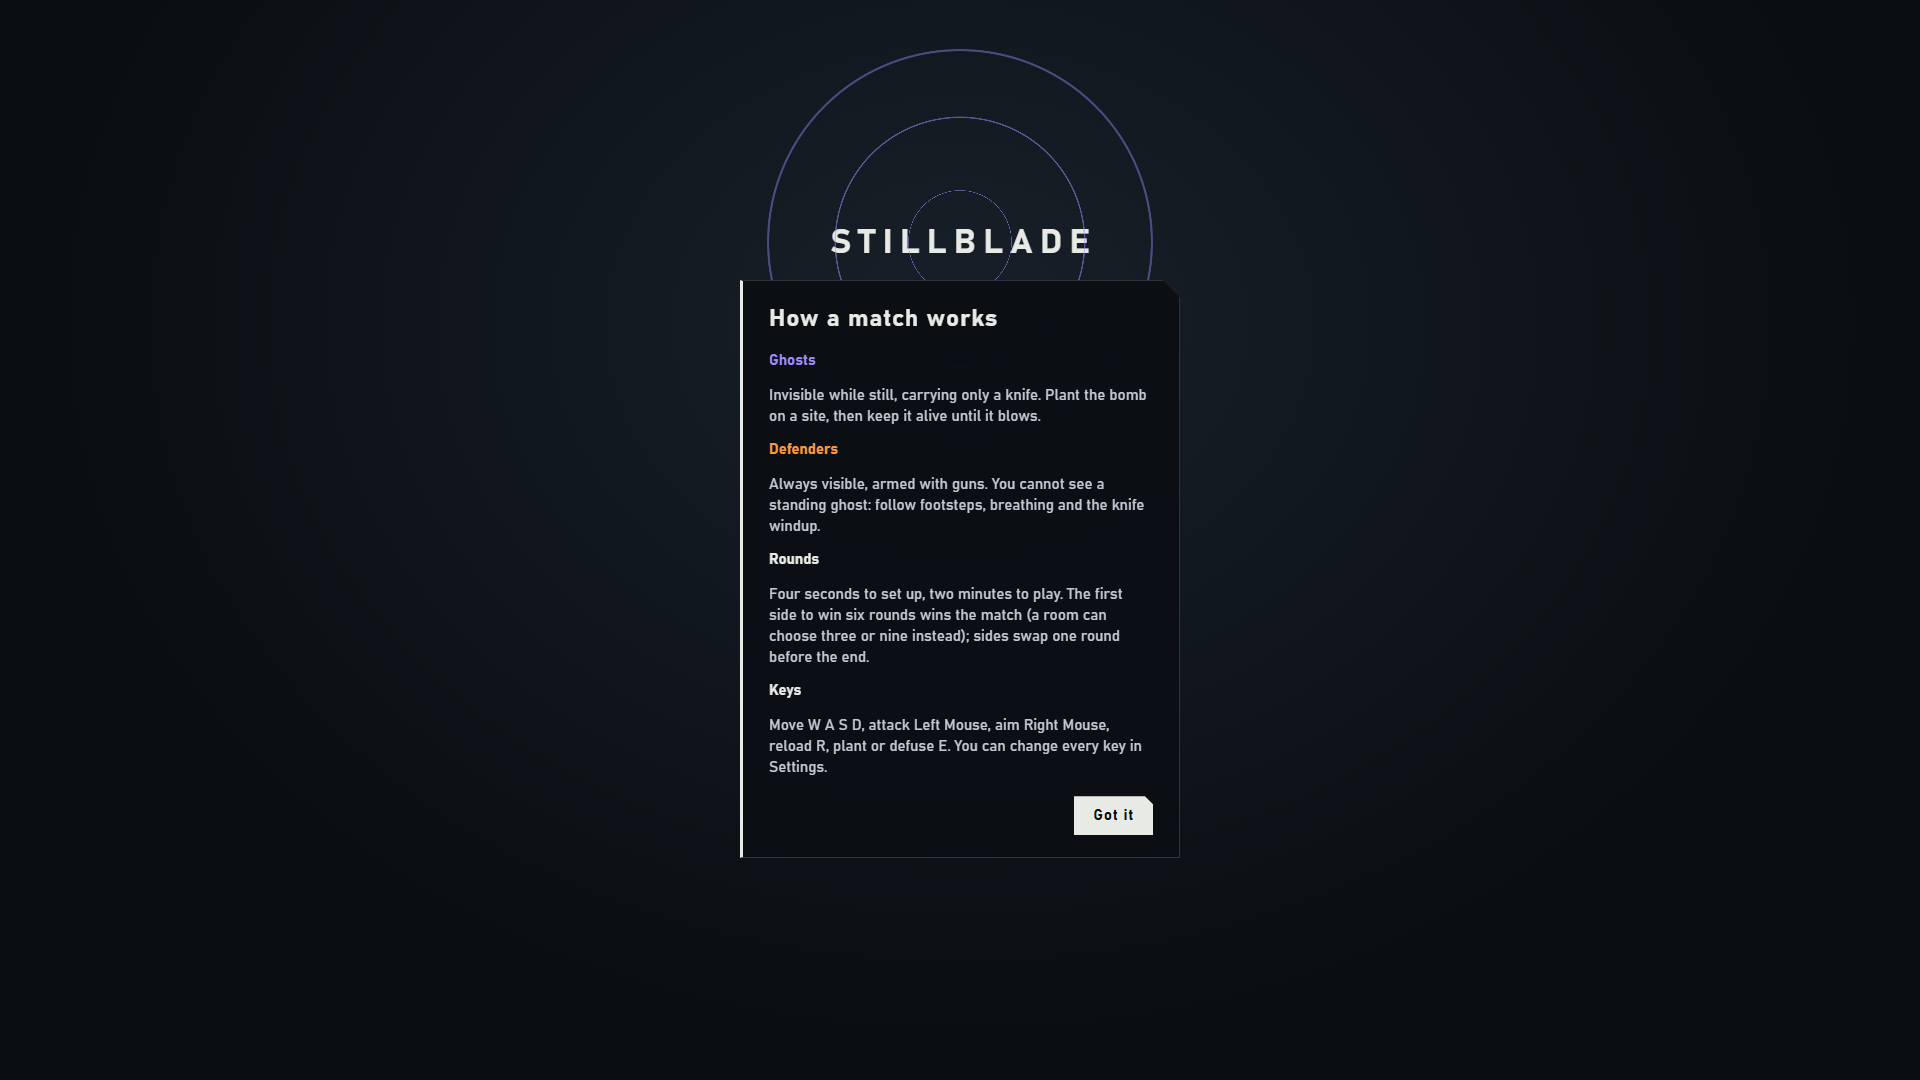 STILLBLADE
How a match works
Ghosts
Invisible while still, carrying only a knife. Plant the bomb
on a site, then keep it alive until it blows.
Defenders
Always visible, armed with guns. You cannot see a
standing ghost: follow footsteps, breathing and the knife
windup.
Rounds
Four seconds to set up, two minutes to play. The first
side to win six rounds wins the match (a room can
choose three or nine instead); sides swap one round
before the end.
Keys
Move W A S D, attack Left Mouse, aim Right Mouse,
reload R, plant or defuse E. You can change every key in
Settings.
Got it